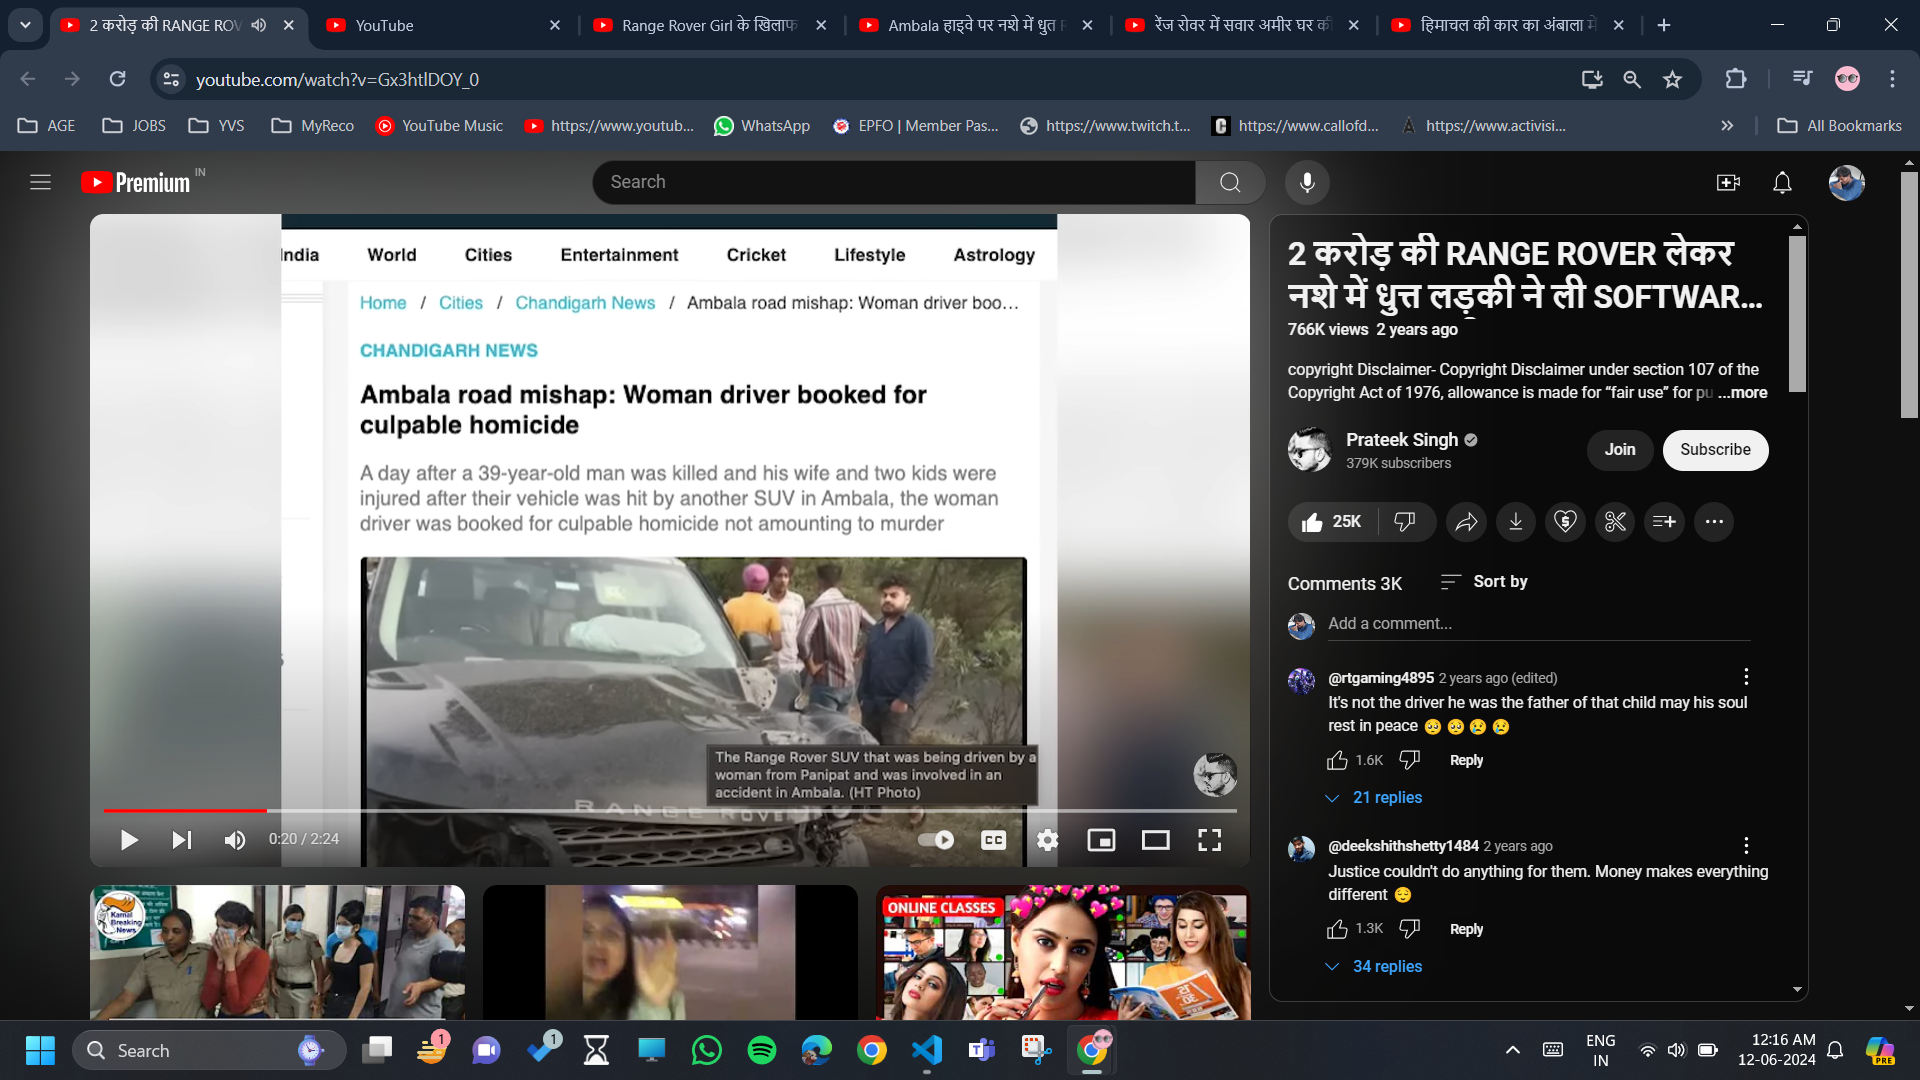 2 करोड़ की RANGE ROV
YouTube
Range Rover Girl के खिलाफ
Ambala हाइवे पर नशे में धुत
रेंज रोवर में सवार अमीर घर की
हिमाचल की कार का अंबाला में
youtube.com/watch?v=Gx3htlDOY_0
AGE
JOBS
YVS
MyReco
YouTube Music
https://www.youtub...
WhatsApp
EPFO | Member Pas...
https://www.twitch.t...
https://www.callofd...
https://www.activisi...
All Bookmarks
Premium IN
Search
India World Cities Entertainment Cricket Lifestyle Astrology
Home / Cities / Chandigarh News / Ambala road mishap: Woman driver boo...
CHANDIGARH NEWS
Ambala road mishap: Woman driver booked for
culpable homicide
A day after a 39-year-old man was killed and his wife and two kids were
injured after their vehicle was hit by another SUV in Ambala, the woman
driver was booked for culpable homicide not amounting to murder
The Range Rover SUV that was being driven by a
woman from Panipat and was involved in an
accident in Ambala. (HT Photo)
RANGE ROVER
0:20 / 2:24
CC
2 करोड़ की RANGE ROVER लेकर
नशे में धुत्त लड़की ने ली SOFTWAR...
766K views 2 years ago
copyright Disclaimer- Copyright Disclaimer under section 107 of the
Copyright Act of 1976, allowance is made for “fair use” for pu ...more
Prateek Singh
379K subscribers
Join
Subscribe
25K
Comments 3K
Sort by
Add a comment...
@rtgaming4895 2 years ago (edited)
It's not the driver he was the father of that child may his soul
rest in peace 🥺 🥺 😢 😢
1.6K
Reply
21 replies
@deekshithshetty1484 2 years ago
Justice couldn't do anything for them. Money makes everything
different 😌
1.3K
Reply
34 replies
Karnal
Breaking
News
ONLINE CLASSES
Search
1
1
ENG
IN
12:16 AM
12-06-2024
PRE